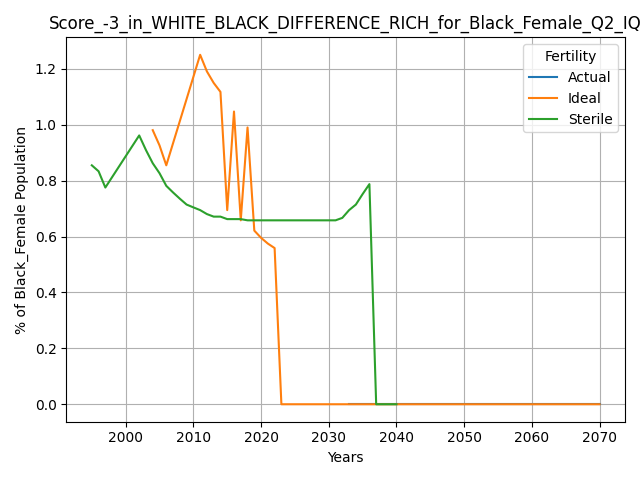 Score_-3_in_WHITE_BLACK_DIFFERENCE_RICH_for_Black_Female_Q2_IQ
Fertility
Actual
Ideal
Sterile
% of Black_Female Population
1.2
1.0
0.8
0.6
0.4
0.2
0.0
2000 2010 2020 2030 2040 2050 2060 2070
Years